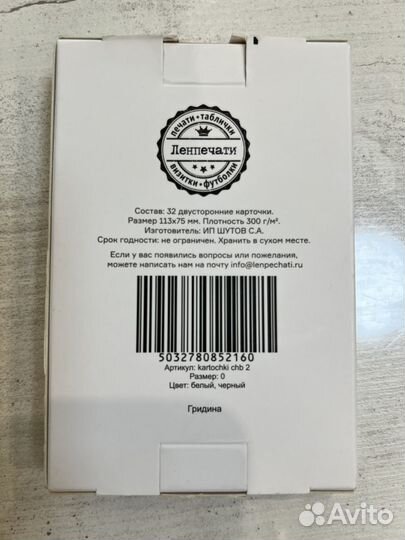 печати • таблички
Ленпечати
визитки • футболки
Состав: 32 двусторонние карточки.
Размер 113х75 мм. Плотность 300 г/м².
Изготовитель: ИП ШУТОВ С.А.
Срок годности: не ограничен. Хранить в сухом месте.
Если у вас появились вопросы или пожелания,
можете написать нам на почту info@lenpechati.ru
5032780852160
Артикул: kartochki chb 2
Размер: 0
Цвет: белый, черный
Гридина
Avito